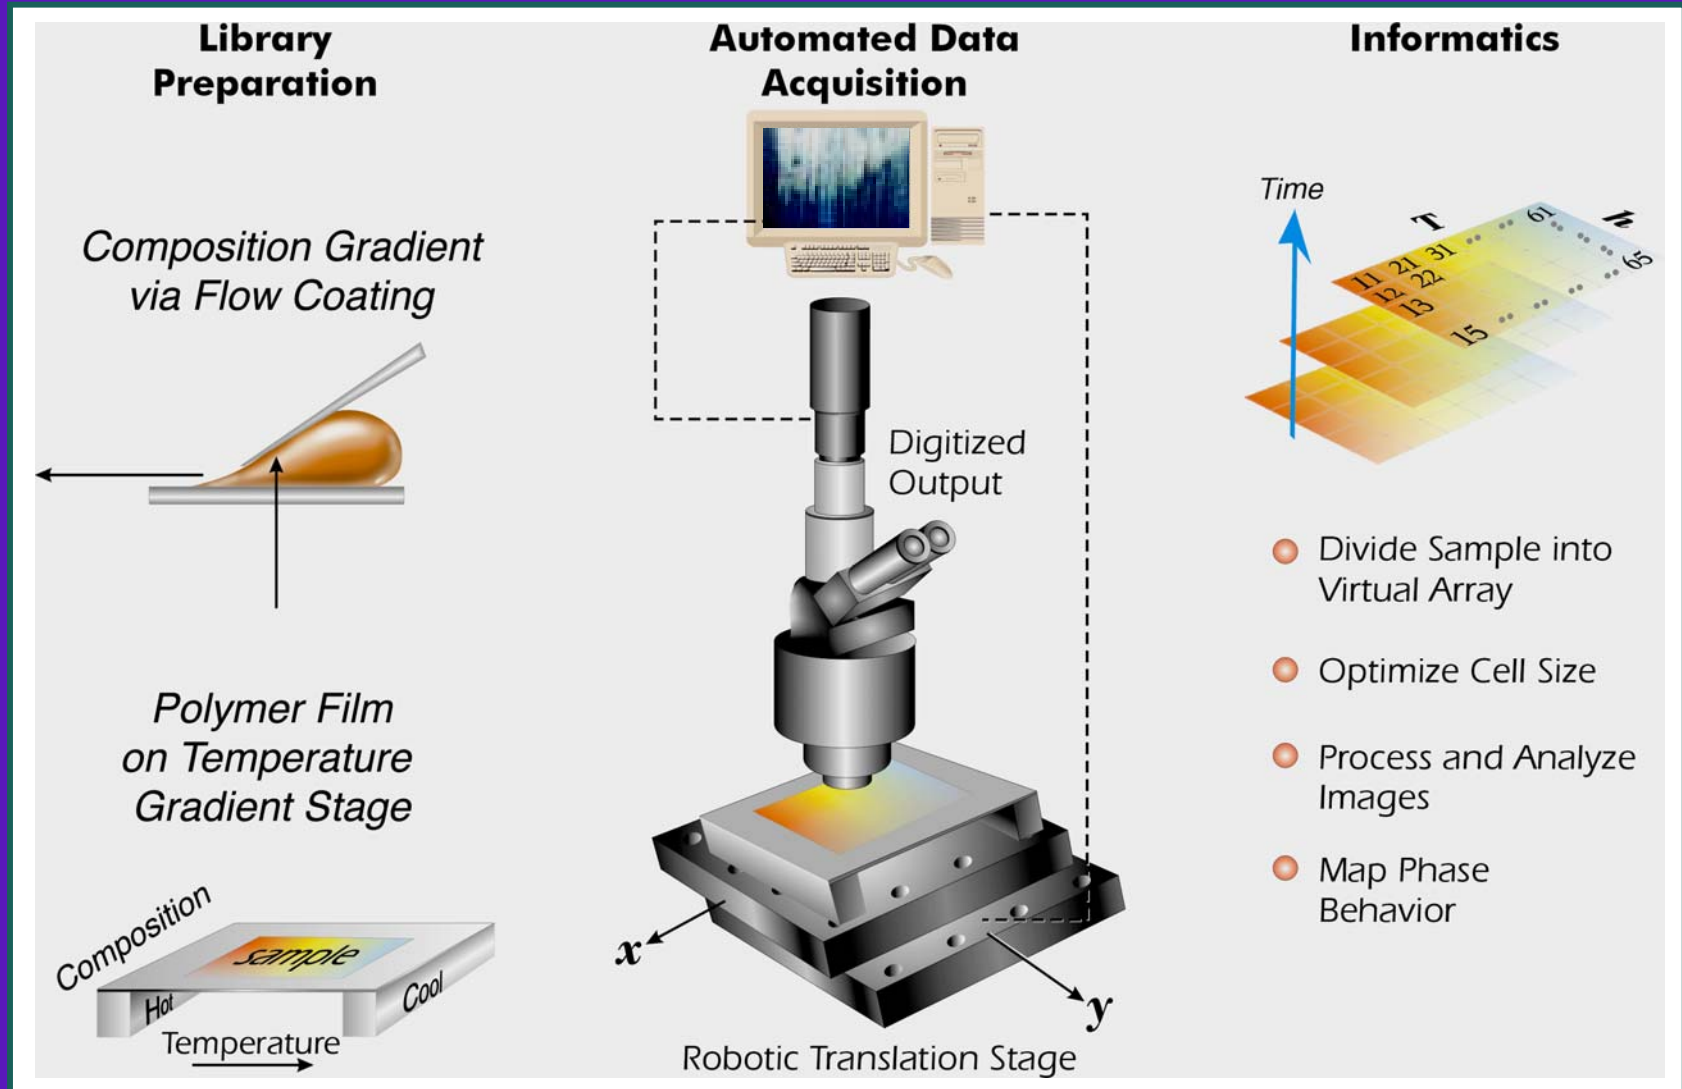 Library
Preparation
Composition Gradient
via Flow Coating
Polymer Film
on Temperature
Gradient Stage
Composition
sample
Hot
Cool
Temperature
Automated Data
Acquisition
Digitized
Output
x
y
Robotic Translation Stage
Informatics
Time
T
h
11 21 31 61
12 22 65
13
15
Divide Sample into
Virtual Array
Optimize Cell Size
Process and Analyze
Images
Map Phase
Behavior